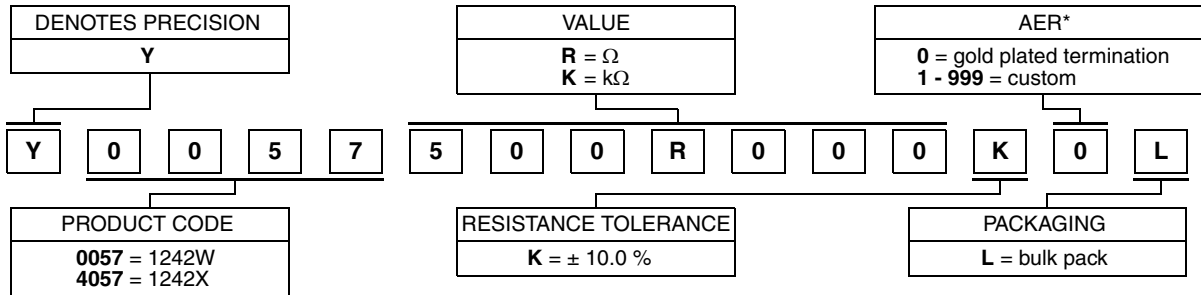 DENOTES PRECISION
Y
VALUE
R = Ω
K = kΩ
AER*
0 = gold plated termination
1 - 999 = custom
Y 0 0 5 7 5 0 0 R 0 0 0 K 0 L
PRODUCT CODE
0057 = 1242W
4057 = 1242X
RESISTANCE TOLERANCE
K = ± 10.0 %
PACKAGING
L = bulk pack